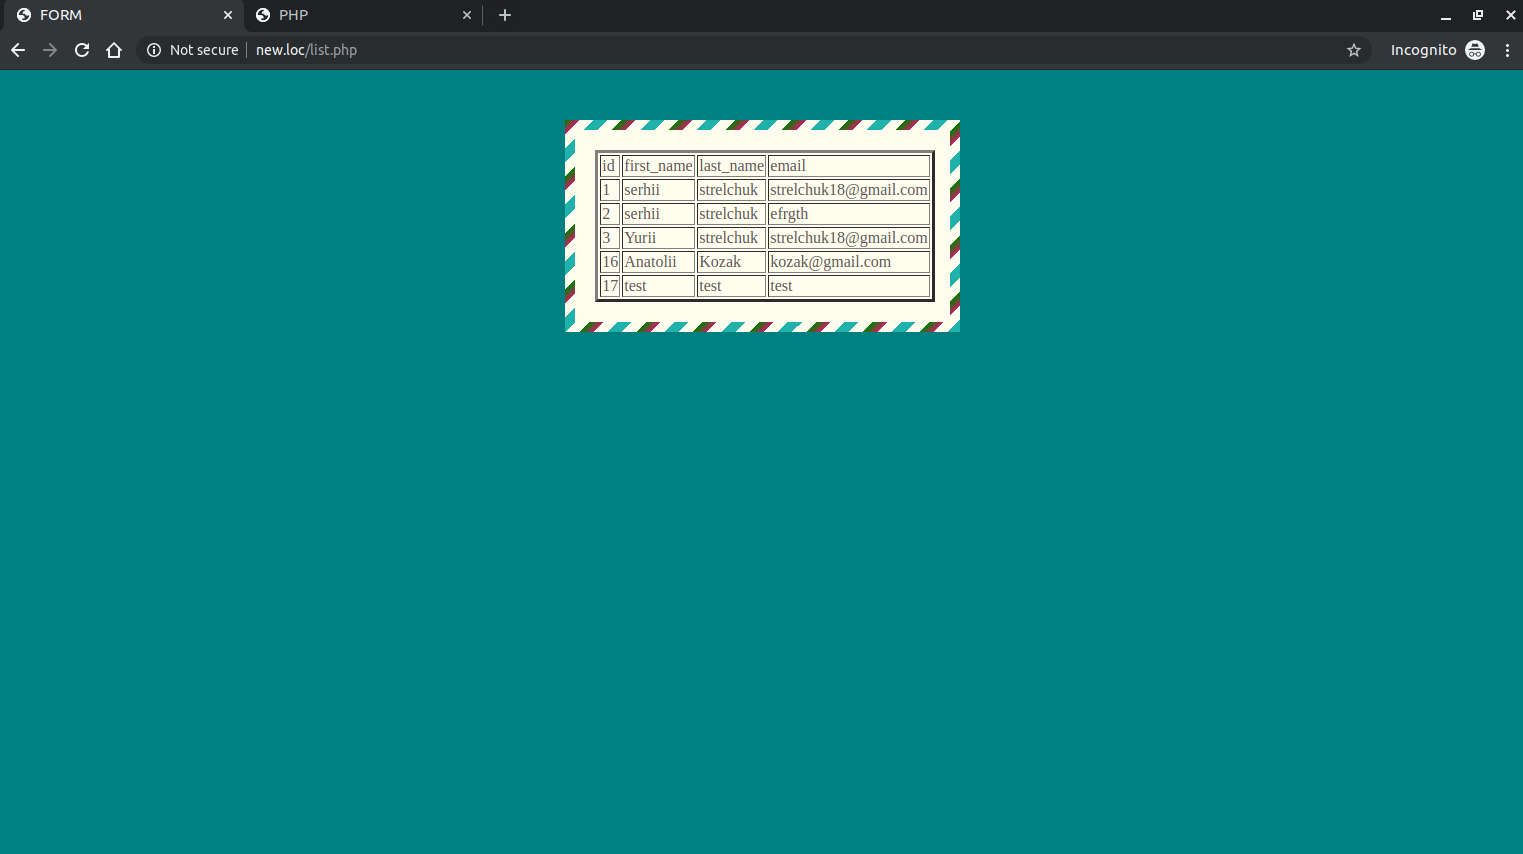 FORM PHP
Not secure new.loc/list.php Incognito
id first_name last_name email
1 serhii strelchuk strelchuk18@gmail.com
2 serhii strelchuk efrgth
3 Yurii strelchuk strelchuk18@gmail.com
16 Anatolii Kozak kozak@gmail.com
17 test test test